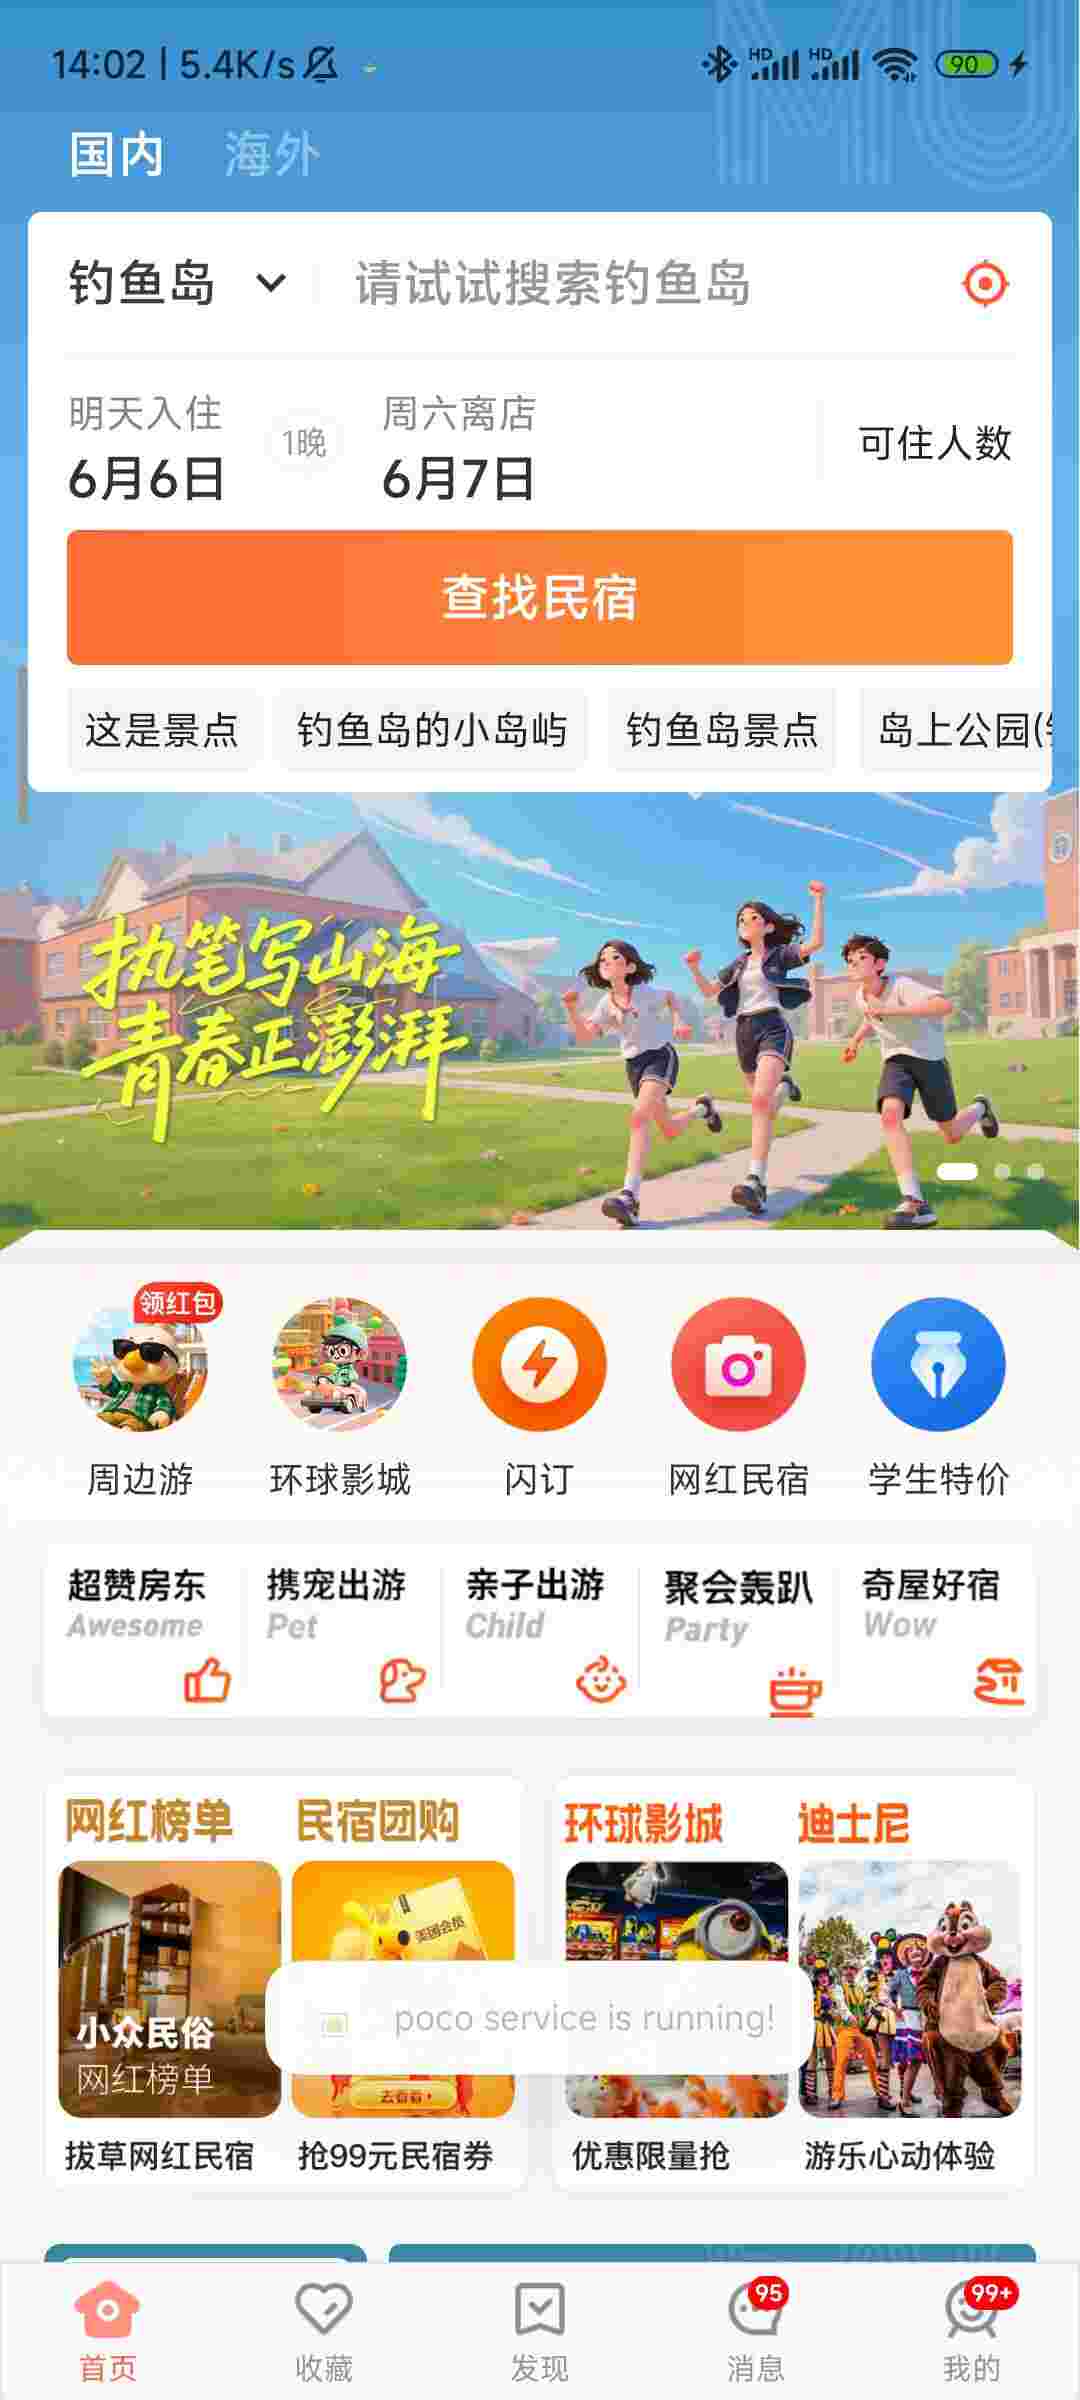 14:02 | 5.4K/s
HD HD 90
国内 海外
钓鱼岛 请试试搜索钓鱼岛
明天入住 1晚 周六离店 可住人数
6月6日 6月7日
查找民宿
这是景点 钓鱼岛的小岛屿 钓鱼岛景点 岛上公园(
执笔写山海
青春正澎湃
领红包
周边游 环球影城 闪订 网红民宿 学生特价
超赞房东 携宠出游 亲子出游 聚会轰趴 奇屋好宿
Awesome Pet Child Party Wow
网红榜单 民宿团购 环球影城 迪士尼
美团会员
poco service is running!
小众民俗
网红榜单
去看看
拔草网红民宿 抢99元民宿券 优惠限量抢 游乐心动体验
95 99+
首页 收藏 发现 消息 我的